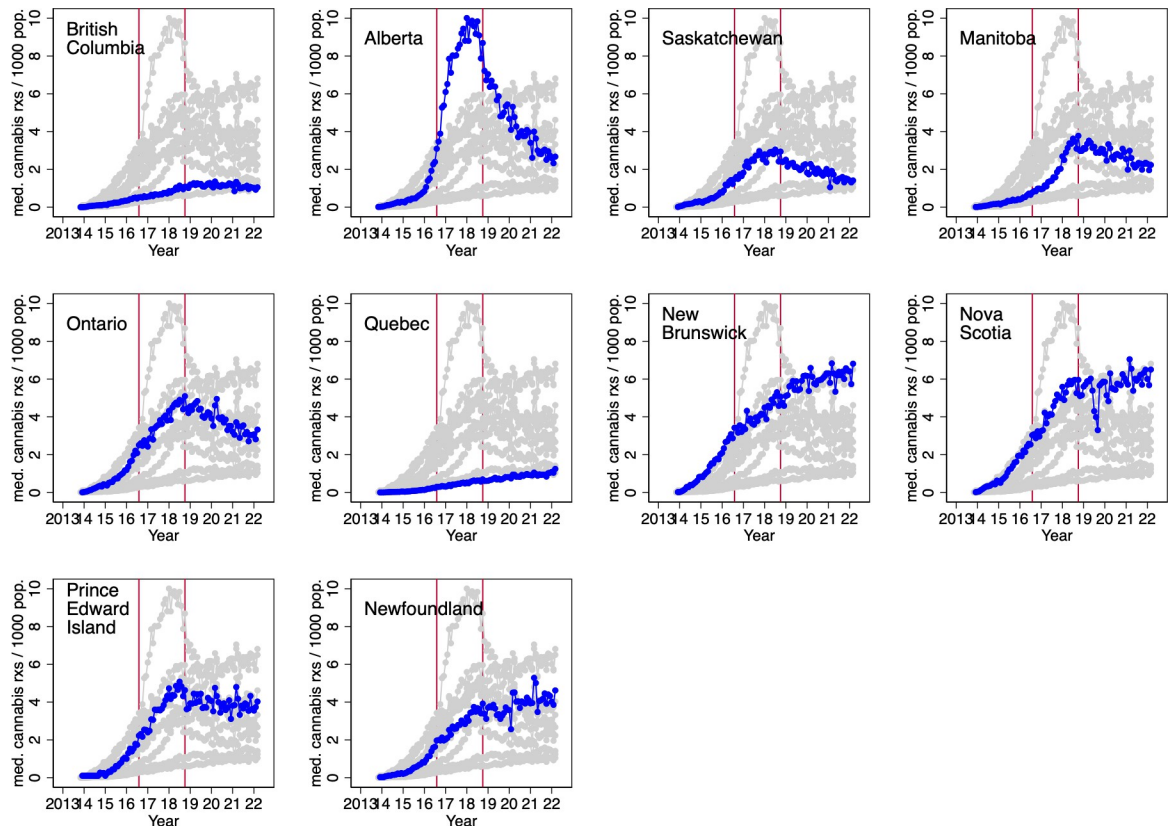 British
Columbia
med. cannabis rxs / 1000 pop.
0 2 4 6 8 10
2013 14 15 16 17 18 19 20 21 22
Year
Alberta
med. cannabis rxs / 1000 pop.
0 2 4 6 8 10
2013 14 15 16 17 18 19 20 21 22
Year
Saskatchewan
med. cannabis rxs / 1000 pop.
0 2 4 6 8 10
2013 14 15 16 17 18 19 20 21 22
Year
Manitoba
med. cannabis rxs / 1000 pop.
0 2 4 6 8 10
2013 14 15 16 17 18 19 20 21 22
Year
Ontario
med. cannabis rxs / 1000 pop.
0 2 4 6 8 10
2013 14 15 16 17 18 19 20 21 22
Year
Quebec
med. cannabis rxs / 1000 pop.
0 2 4 6 8 10
2013 14 15 16 17 18 19 20 21 22
Year
New
Brunswick
med. cannabis rxs / 1000 pop.
0 2 4 6 8 10
2013 14 15 16 17 18 19 20 21 22
Year
Nova
Scotia
med. cannabis rxs / 1000 pop.
0 2 4 6 8 10
2013 14 15 16 17 18 19 20 21 22
Year
Prince
Edward
Island
med. cannabis rxs / 1000 pop.
0 2 4 6 8 10
2013 14 15 16 17 18 19 20 21 22
Year
Newfoundland
med. cannabis rxs / 1000 pop.
0 2 4 6 8 10
2013 14 15 16 17 18 19 20 21 22
Year